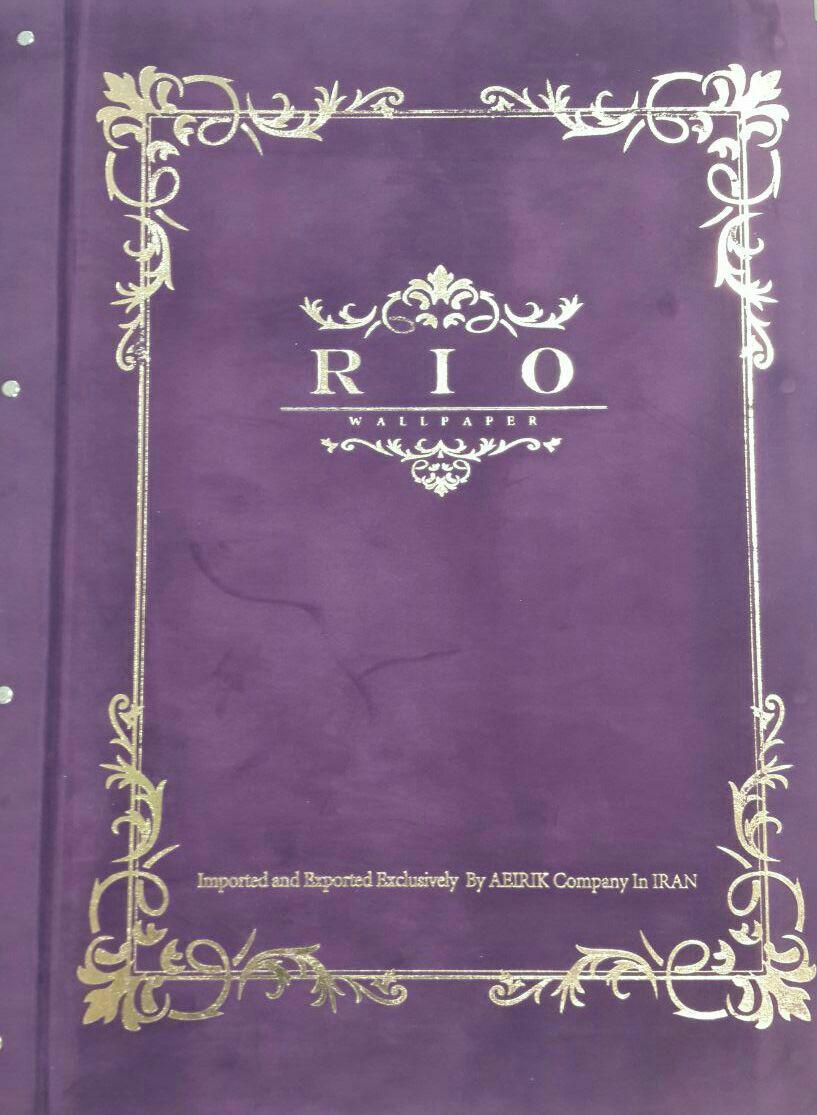 RIO
WALLPAPER
Imported and Exported Exclusively By AEIRIK Company In IRAN